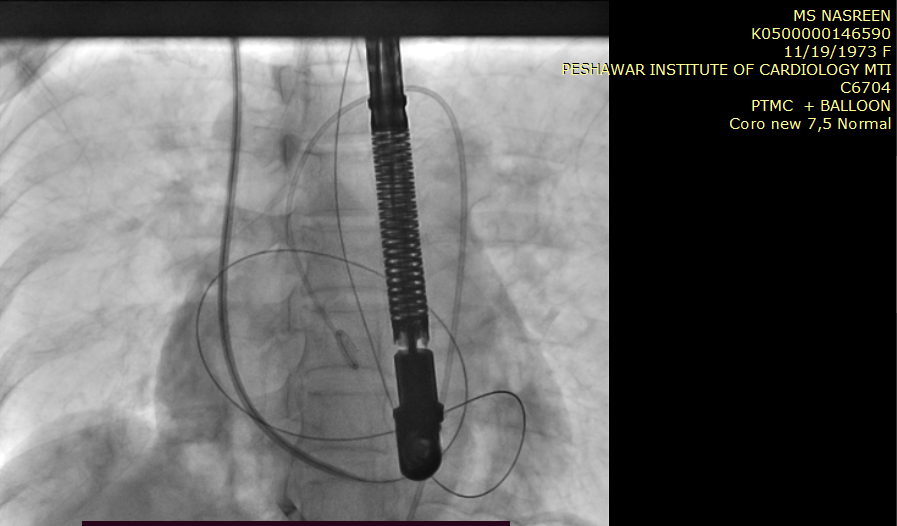 MS NASREEN
K0500000146590
11/19/1973 F
PESHAWAR INSTITUTE OF CARDIOLOGY MTI
C6704
PTMC + BALLOON
Coro new 7,5 Normal